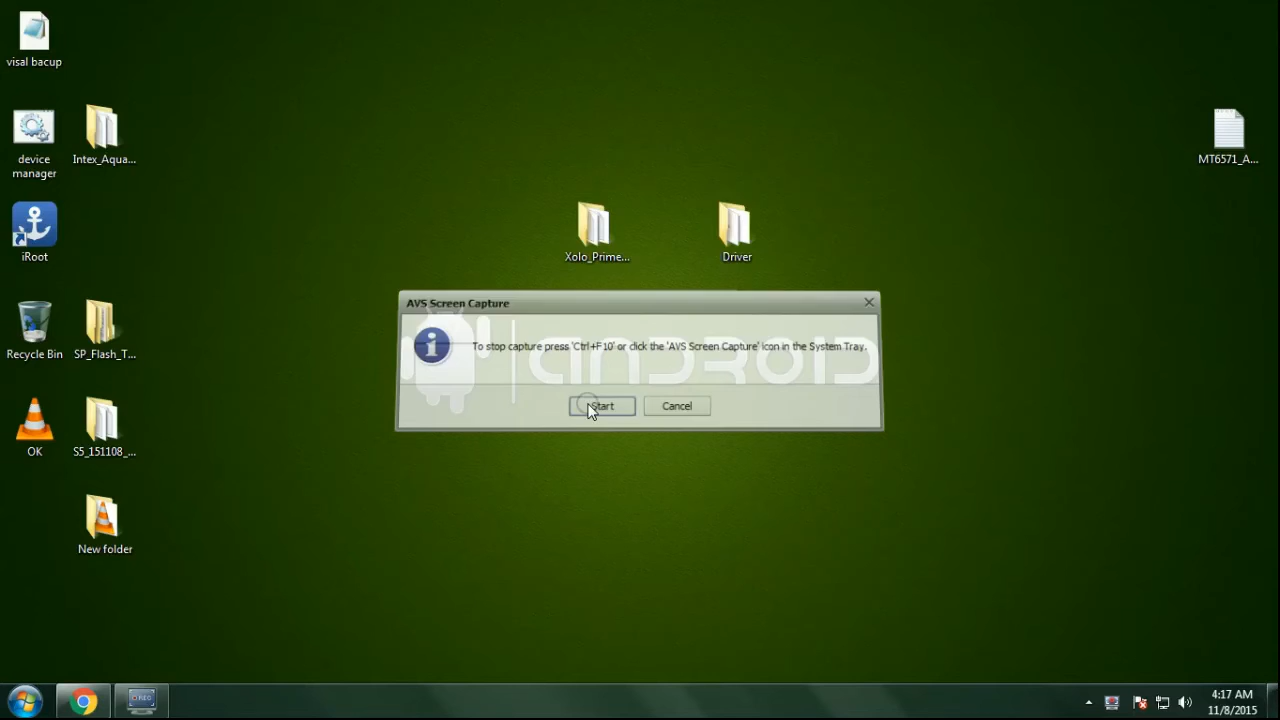 visal bacup
device
manager
Intex_Aqua...
MT6571_A...
iRoot
Xolo_Prime...
Driver
AVS Screen Capture
To stop capture press 'Ctrl+F10' or click the 'AVS Screen Capture' icon in the System Tray.
ANDROID
Start
Cancel
Recycle Bin
SP_Flash_T...
OK
S5_151108_...
New folder
4:17 AM
11/8/2015